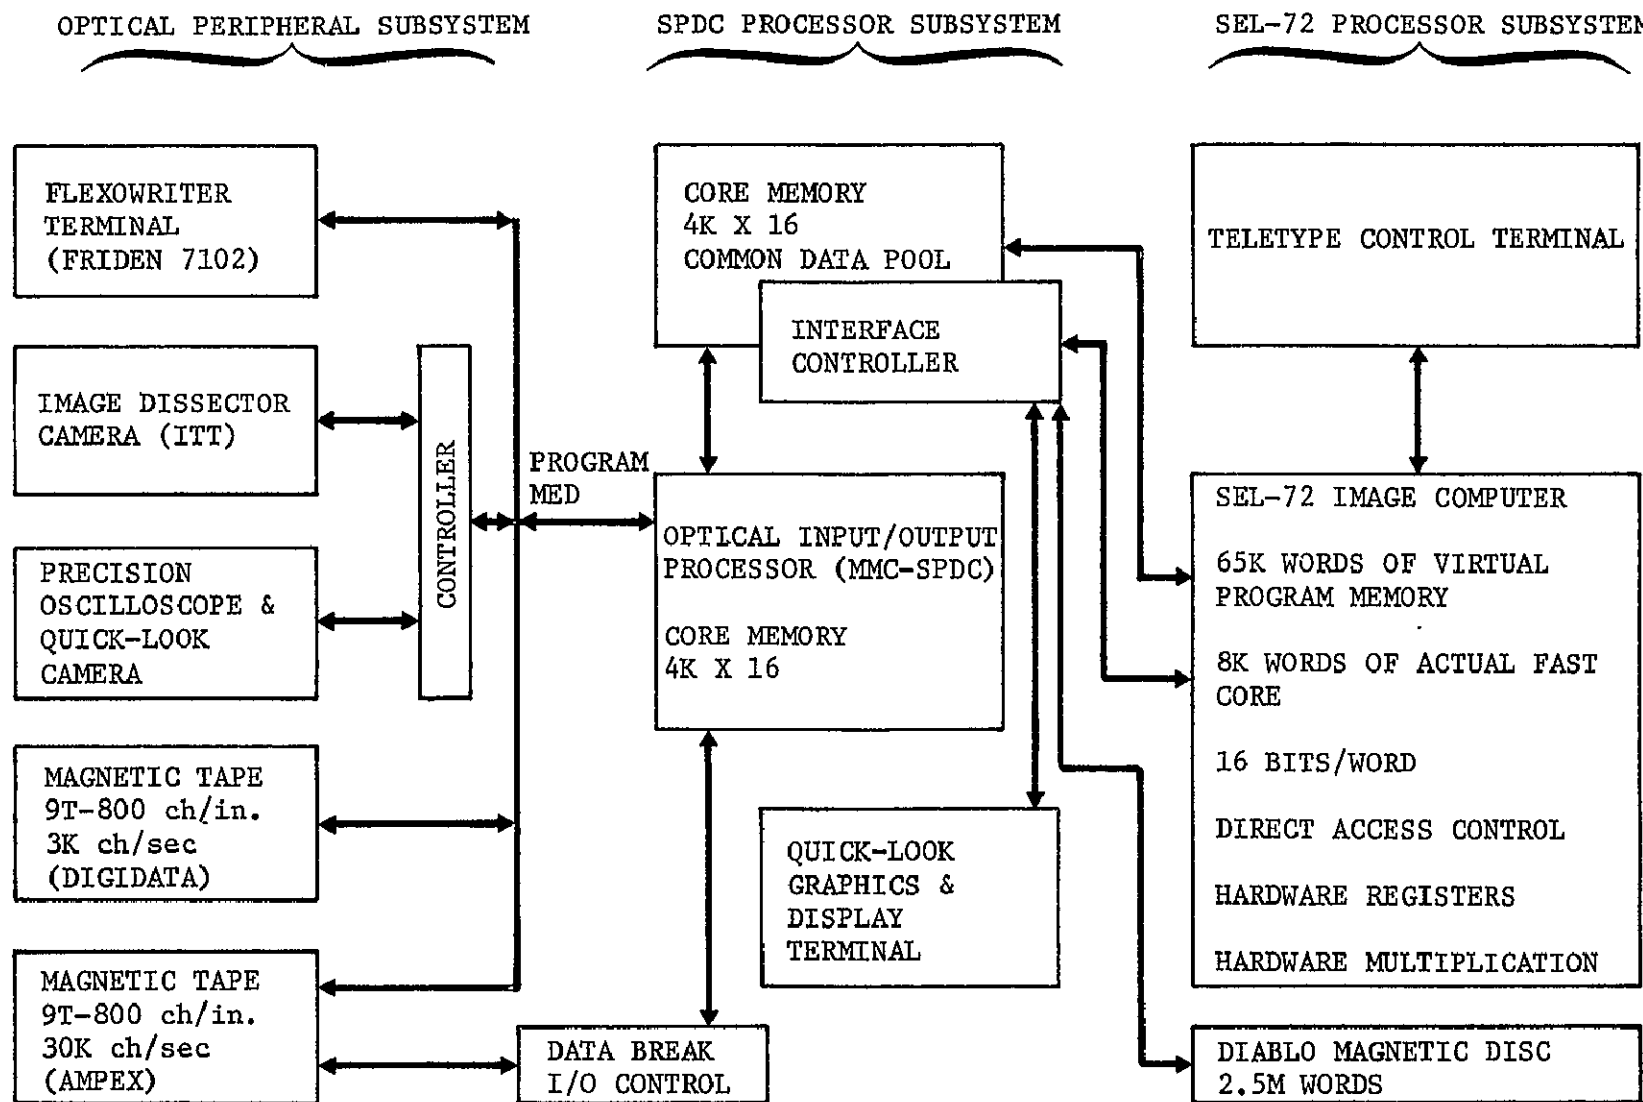 OPTICAL PERIPHERAL SUBSYSTEM
SPDC PROCESSOR SUBSYSTEM
SEL-72 PROCESSOR SUBSYSTEM
FLEXOWRITER
TERMINAL
(FRIDEN 7102)
IMAGE DISSECTOR
CAMERA (ITT)
PRECISION
OSCILLOSCOPE &
QUICK-LOOK
CAMERA
MAGNETIC TAPE
9T-800 ch/in.
3K ch/sec
(DIGIDATA)
MAGNETIC TAPE
9T-800 ch/in.
30K ch/sec
(AMPEX)
CONTROLLER
PROGRAM
MED
CORE MEMORY
4K X 16
COMMON DATA POOL
INTERFACE
CONTROLLER
OPTICAL INPUT/OUTPUT
PROCESSOR (MMC-SPDC)
CORE MEMORY
4K X 16
QUICK-LOOK
GRAPHICS &
DISPLAY
TERMINAL
DATA BREAK
I/O CONTROL
TELETYPE CONTROL TERMINAL
SEL-72 IMAGE COMPUTER
65K WORDS OF VIRTUAL
PROGRAM MEMORY
8K WORDS OF ACTUAL FAST
CORE
16 BITS/WORD
DIRECT ACCESS CONTROL
HARDWARE REGISTERS
HARDWARE MULTIPLICATION
DIABLO MAGNETIC DISC
2.5M WORDS